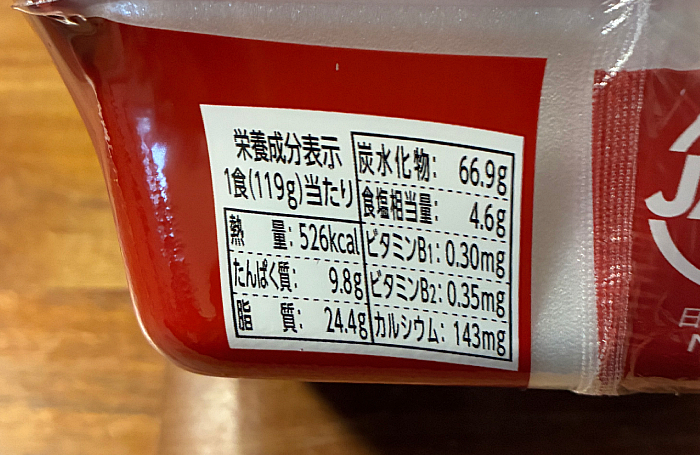 栄養成分表示
1食(119g)当たり
熱 量: 526kcal
たんぱく質: 9.8g
脂 質: 24.4g
炭水化物: 66.9g
食塩相当量: 4.6g
ビタミンB1: 0.30mg
ビタミンB2: 0.35mg
カルシウム: 143mg